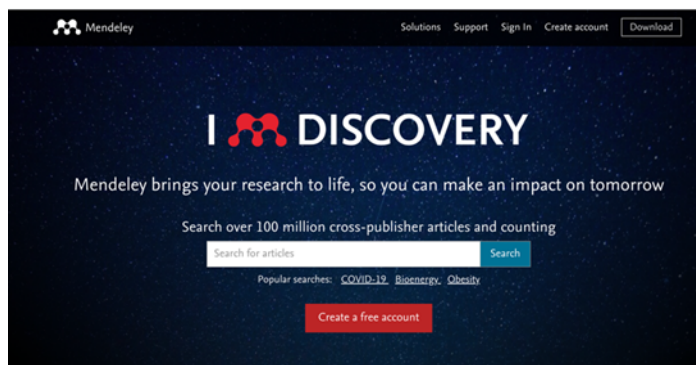 Mendeley Solutions Support Sign In Create account Download
I DISCOVERY
Mendeley brings your research to life, so you can make an impact on tomorrow
Search over 100 million cross-publisher articles and counting
Search for articles Search
Popular searches: COVID-19, Bioenergy, Obesity
Create a free account